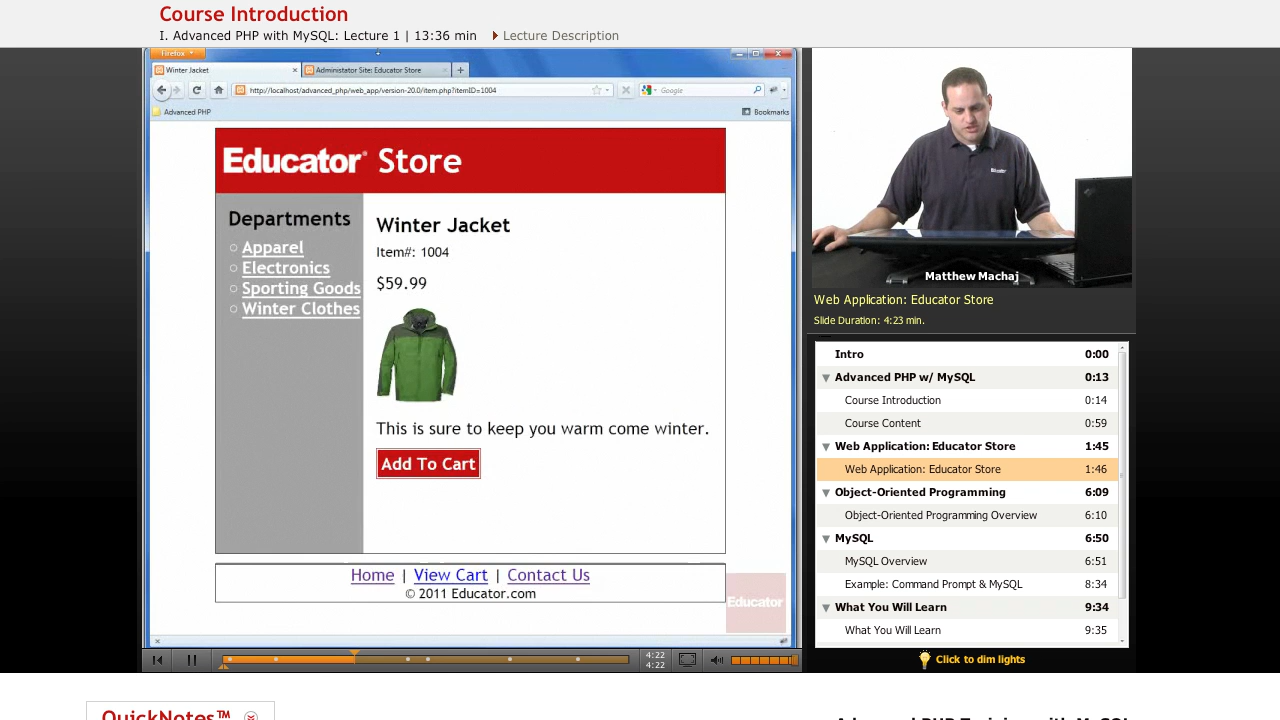 Course Introduction
I. Advanced PHP with MySQL: Lecture 1 | 13:36 min Lecture Description
Firefox
Winter Jacket
Administator Site: Educator Store
http://localhost/advanced_php/web_app/version-20.0/item.php?itemID=1004
Google
Advanced PHP
Bookmarks
Educator Store
Departments
Apparel
Electronics
Sporting Goods
Winter Clothes
Winter Jacket
Item#: 1004
$59.99
This is sure to keep you warm come winter.
Add To Cart
Home | View Cart | Contact Us
© 2011 Educator.com
Educator
4:22
4:22
Educator
Matthew Machaj
Web Application: Educator Store
Slide Duration: 4:23 min.
Intro 0:00
Advanced PHP w/ MySQL 0:13
Course Introduction 0:14
Course Content 0:59
Web Application: Educator Store 1:45
Web Application: Educator Store 1:46
Object-Oriented Programming 6:09
Object-Oriented Programming Overview 6:10
MySQL 6:50
MySQL Overview 6:51
Example: Command Prompt & MySQL 8:34
What You Will Learn 9:34
What You Will Learn 9:35
Click to dim lights
QuickNotes™
Advanced PHP Training with MySQL